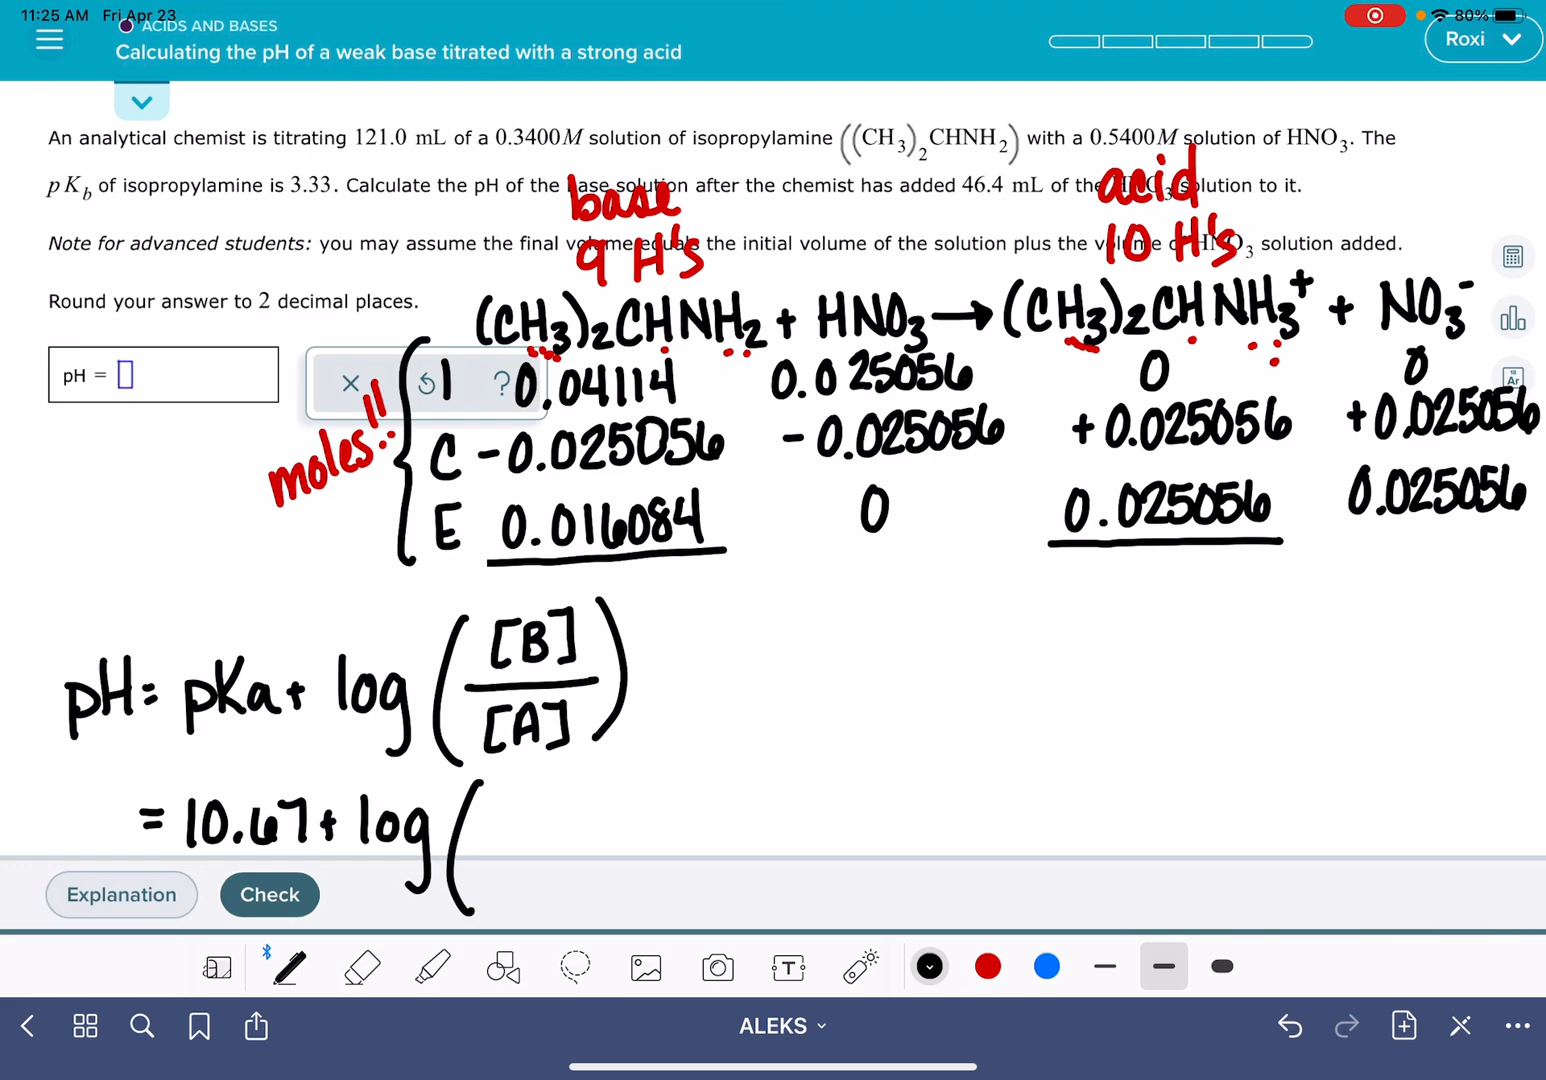 11:25 AM Fri Apr 23
80%
ACIDS AND BASES
Calculating the pH of a weak base titrated with a strong acid
Roxi
An analytical chemist is titrating 121.0 mL of a 0.3400 M solution of isopropylamine ((CH3)2CHNH2) with a 0.5400 M solution of HNO3. The
pKb of isopropylamine is 3.33. Calculate the pH of the base solution after the chemist has added 46.4 mL of the HNO3 solution to it.
base acid
Note for advanced students: you may assume the final volume equals the initial volume of the solution plus the volume of HNO3 solution added.
9 H's 10 H's
Round your answer to 2 decimal places.
(CH3)2CHNH2 + HNO3 → (CH3)2CHNH3+ + NO3-
pH =
× ?
Ar
I 0.04114 0.025056 0 0
moles!!
C -0.025056 -0.025056 +0.025056 +0.025056
E 0.016084 0 0.025056 0.025056
pH = pKa + log ([B]/[A])
= 10.67 + log (
Explanation Check
T
ALEKS